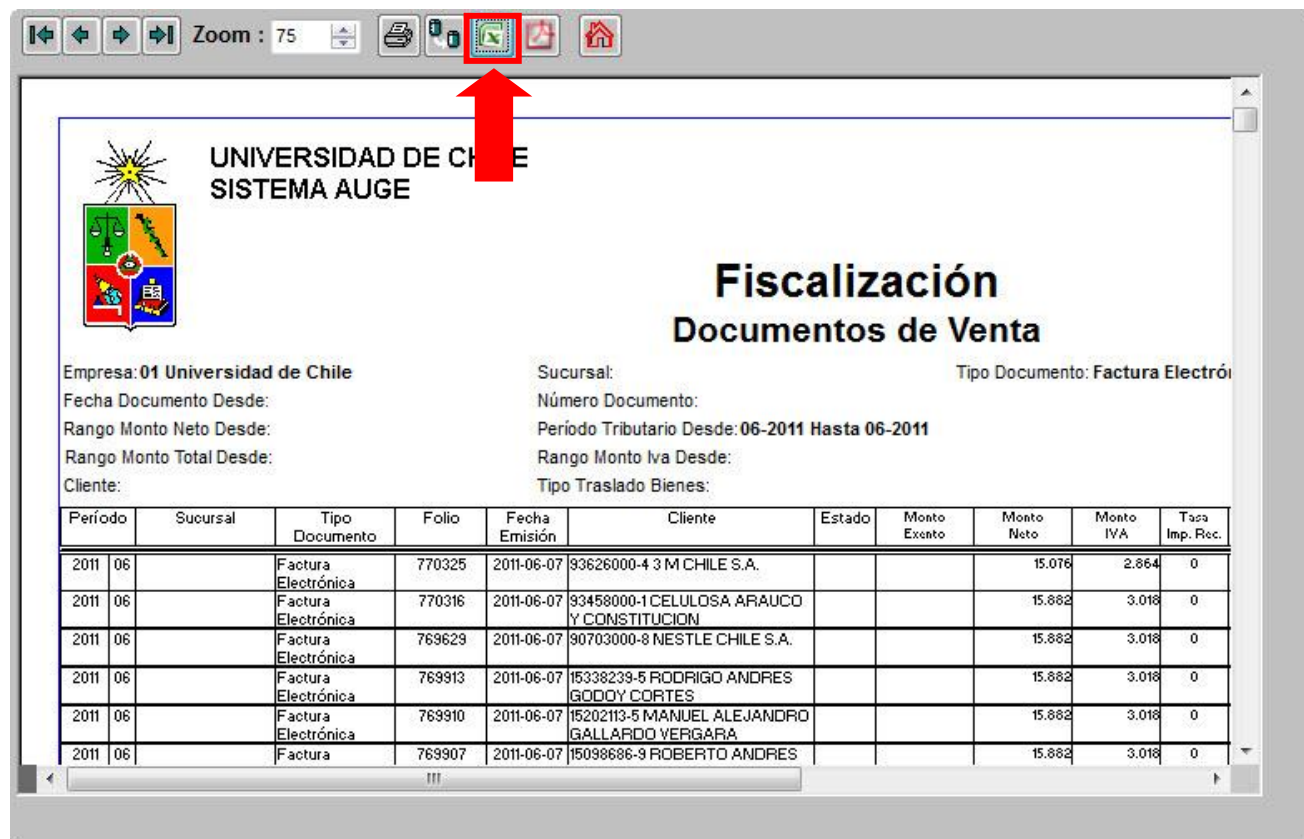 Zoom : 75
UNIVERSIDAD DE CH E
SISTEMA AUGE
Fiscalización
Documentos de Venta
Empresa: 01 Universidad de Chile Sucursal: Tipo Documento: Factura Electró
Fecha Documento Desde: Número Documento:
Rango Monto Neto Desde: Período Tributario Desde: 06-2011 Hasta 06-2011
Rango Monto Total Desde: Rango Monto Iva Desde:
Cliente: Tipo Traslado Bienes:
Período Sucursal Tipo Folio Fecha Cliente Estado Monto Monto Monto Tasa
Documento Emisión Exento Neto IVA Imp. Rec.
2011 06 Factura 770325 2011-06-07 93626000-4 3 M CHILE S.A. 15.076 2.864 0
Electrónica
2011 06 Factura 770316 2011-06-07 93458000-1 CELULOSA ARAUCO 15.882 3.018 0
Electrónica Y CONSTITUCION
2011 06 Factura 769629 2011-06-07 90703000-8 NESTLE CHILE S.A. 15.882 3.018 0
Electrónica
2011 06 Factura 769913 2011-06-07 15338239-5 RODRIGO ANDRES 15.882 3.018 0
Electrónica GODOY CORTES
2011 06 Factura 769910 2011-06-07 15202113-5 MANUEL ALEJANDRO 15.882 3.018 0
Electrónica GALLARDO VERGARA
2011 06 Factura 769907 2011-06-07 15098686-9 ROBERTO ANDRES 15.882 3.018 0